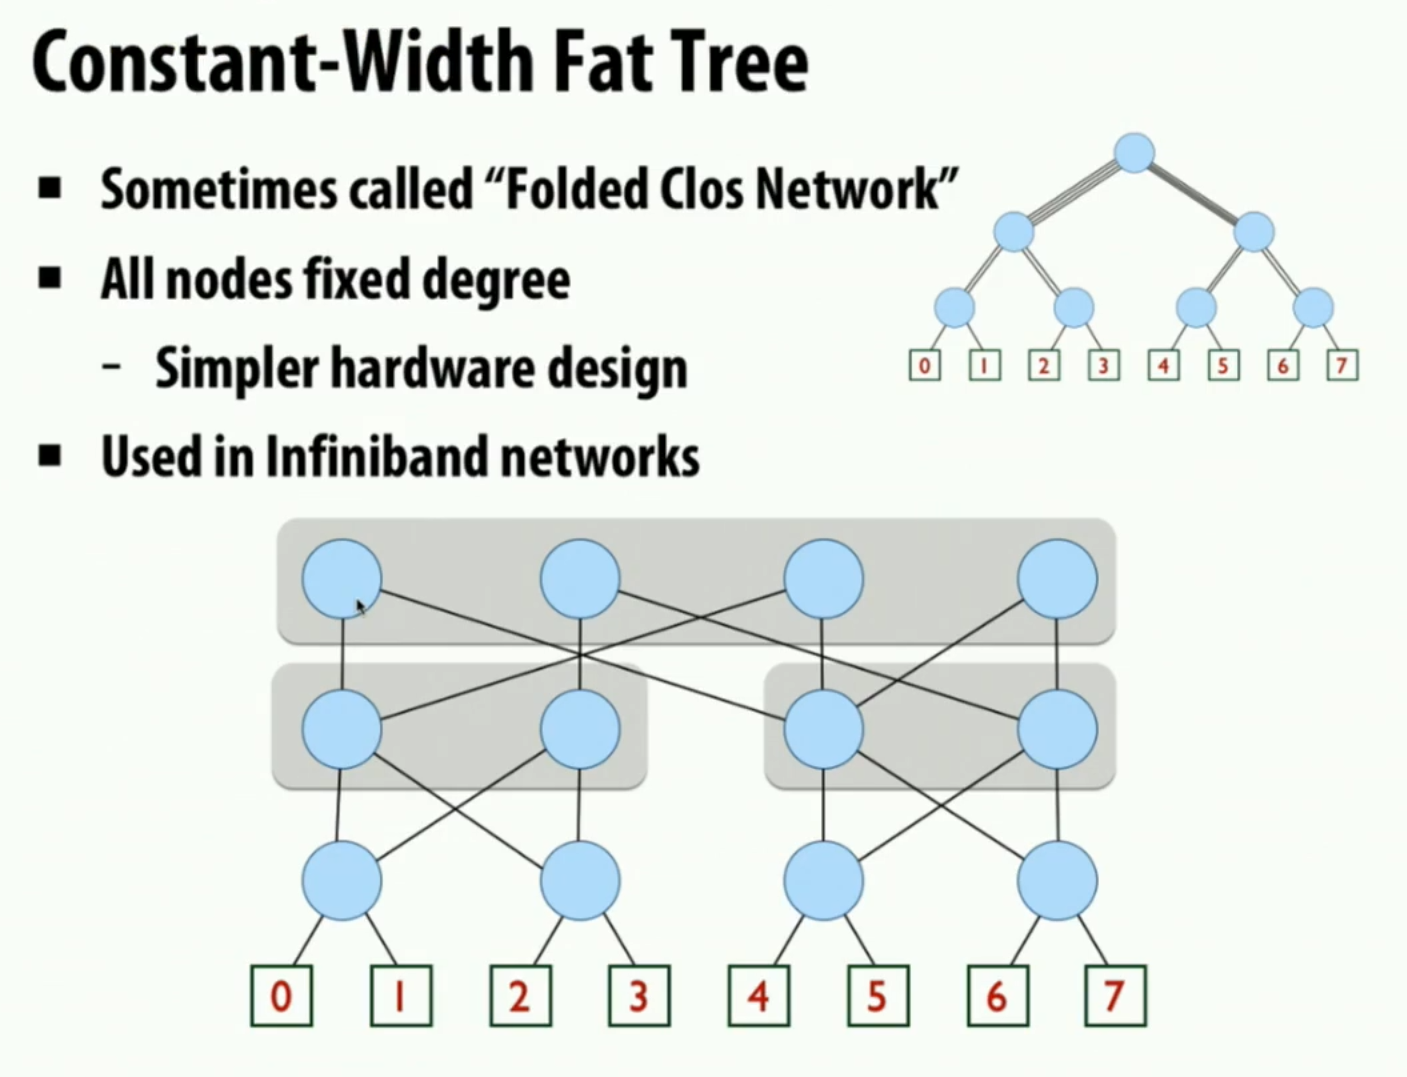 Constant-Width Fat Tree
▪ Sometimes called “Folded Clos Network”
▪ All nodes fixed degree
– Simpler hardware design
▪ Used in Infiniband networks
0 1 2 3 4 5 6 7
0 1 2 3 4 5 6 7